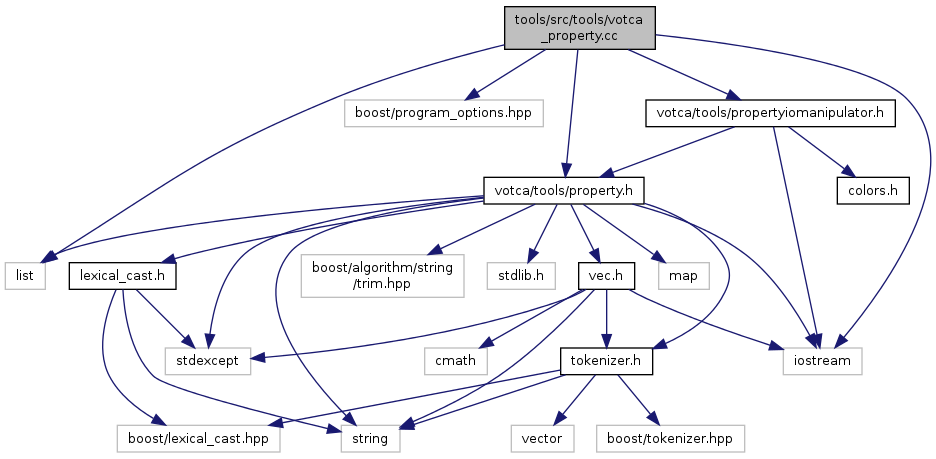 tools/src/tools/votca
_property.cc
boost/program_options.hpp
votca/tools/propertyiomanipulator.h
votca/tools/property.h
colors.h
list
lexical_cast.h
boost/algorithm/string
/trim.hpp
stdlib.h
vec.h
map
stdexcept
cmath
tokenizer.h
iostream
boost/lexical_cast.hpp
string
vector
boost/tokenizer.hpp